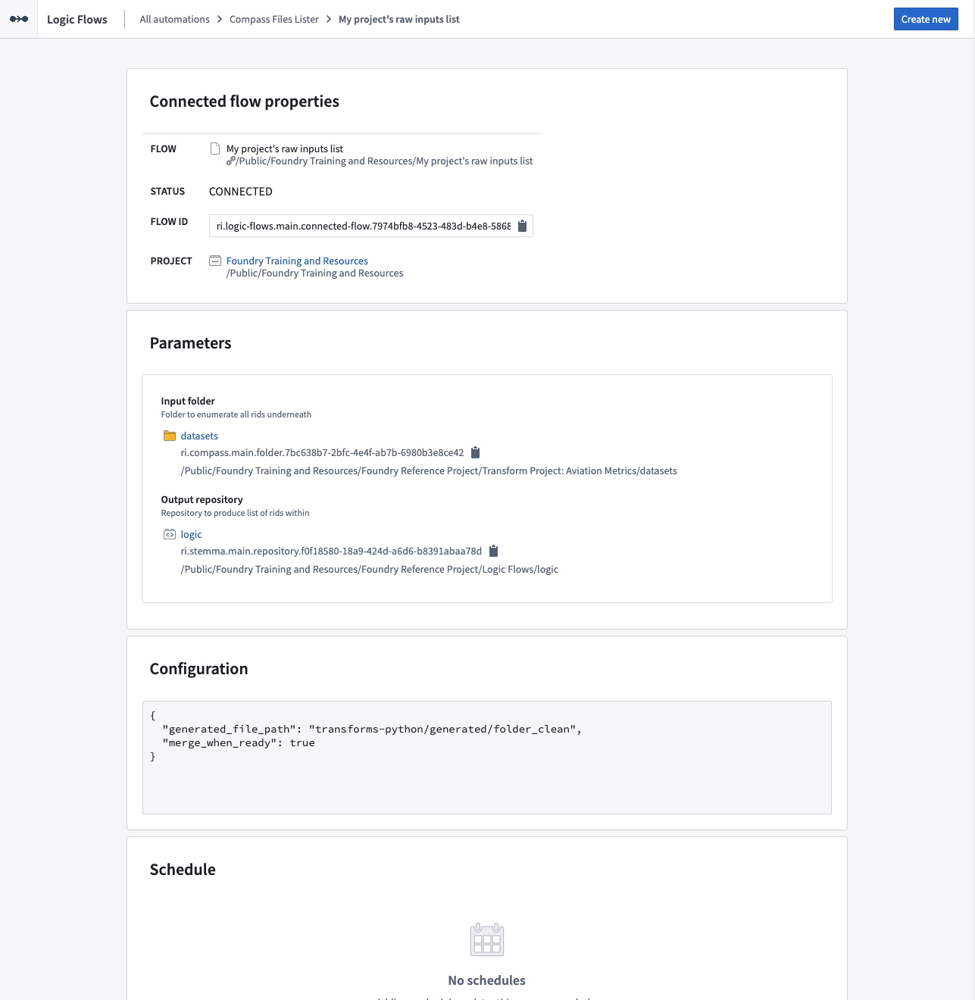 Logic Flows
All automations > Compass Files Lister > My project's raw inputs list
Create new
Connected flow properties
FLOW
My project's raw inputs list
/Public/Foundry Training and Resources/My project's raw inputs list
STATUS
CONNECTED
FLOW ID
ri.logic-flows.main.connected-flow.7974bfb8-4523-483d-b4e8-5868
PROJECT
Foundry Training and Resources
/Public/Foundry Training and Resources
Parameters
Input folder
Folder to enumerate all rids underneath
datasets
ri.compass.main.folder.7bc638b7-2bfc-4e4f-ab7b-6980b3e8ce42
/Public/Foundry Training and Resources/Foundry Reference Project/Transform Project: Aviation Metrics/datasets
Output repository
Repository to produce list of rids within
logic
ri.stemma.main.repository.f0f18580-18a9-424d-a6d6-b8391abaa78d
/Public/Foundry Training and Resources/Foundry Reference Project/Logic Flows/logic
Configuration
{
"generated_file_path": "transforms-python/generated/folder_clean",
"merge_when_ready": true
}
Schedule
No schedules